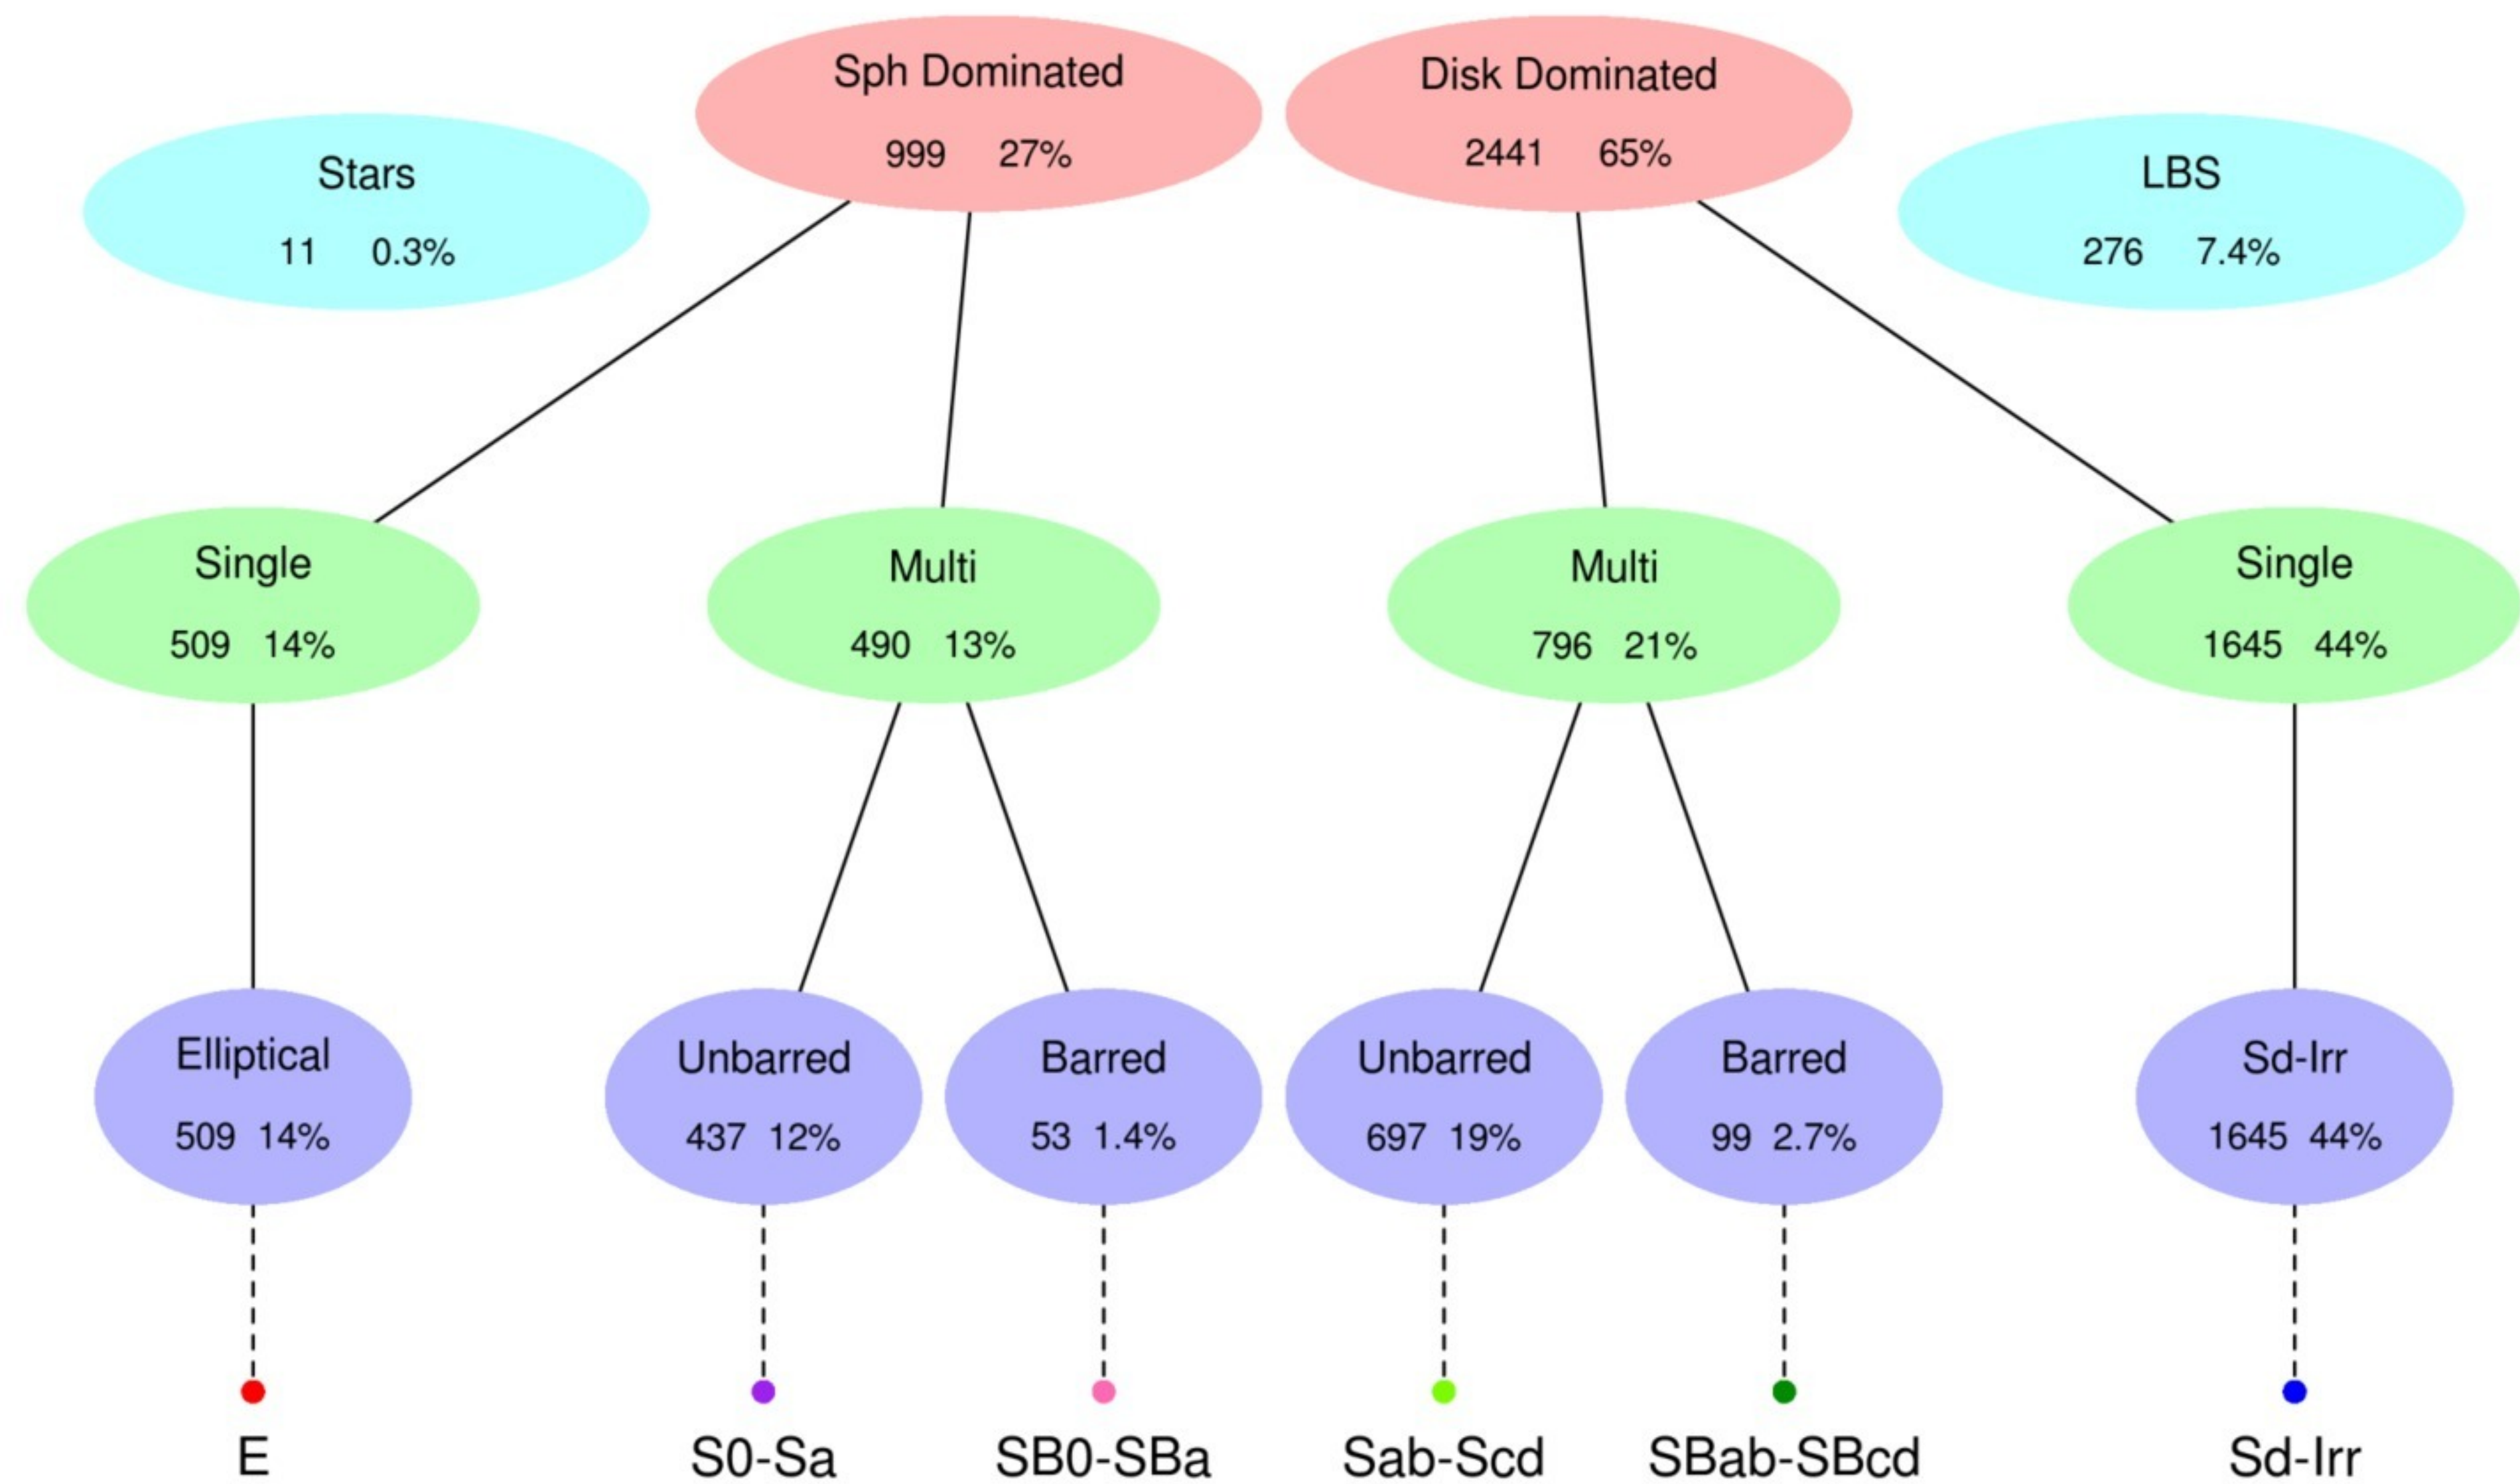 Sph Dominated
999 27%
Disk Dominated
2441 65%
Stars
11 0.3%
LBS
276 7.4%
Single
509 14%
Multi
490 13%
Multi
796 21%
Single
1645 44%
Elliptical
509 14%
Unbarred
437 12%
Barred
53 1.4%
Unbarred
697 19%
Barred
99 2.7%
Sd-Irr
1645 44%
E
S0-Sa
SB0-SBa
Sab-Scd
SBab-SBcd
Sd-Irr